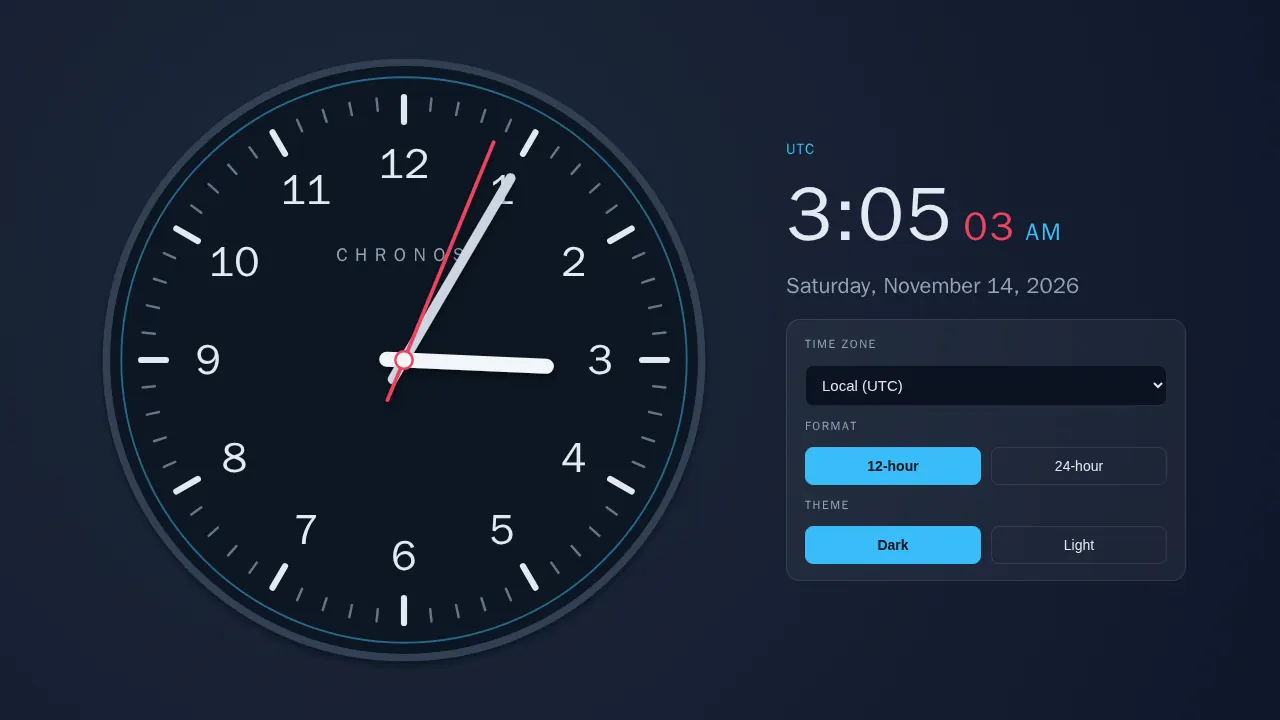 12
11
1
CHRONOS
10
2
9
3
8
4
7
5
6
UTC
3:05 03 AM
Saturday, November 14, 2026
TIME ZONE
Local (UTC)
FORMAT
12-hour 24-hour
THEME
Dark Light